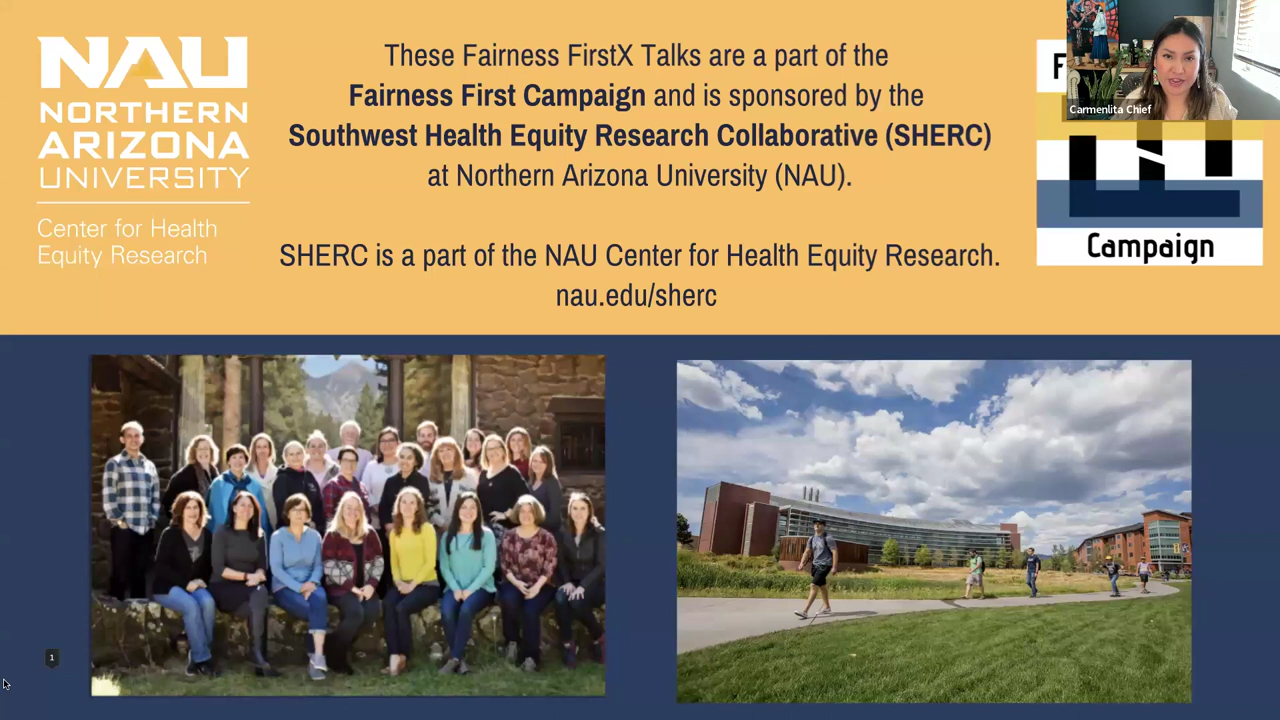 NAU
NORTHERN
ARIZONA
UNIVERSITY
Center for Health
Equity Research
These Fairness FirstX Talks are a part of the
Fairness First Campaign and is sponsored by the
Southwest Health Equity Research Collaborative (SHERC)
at Northern Arizona University (NAU).
SHERC is a part of the NAU Center for Health Equity Research.
nau.edu/sherc
Carmenlita Chief
Campaign
1